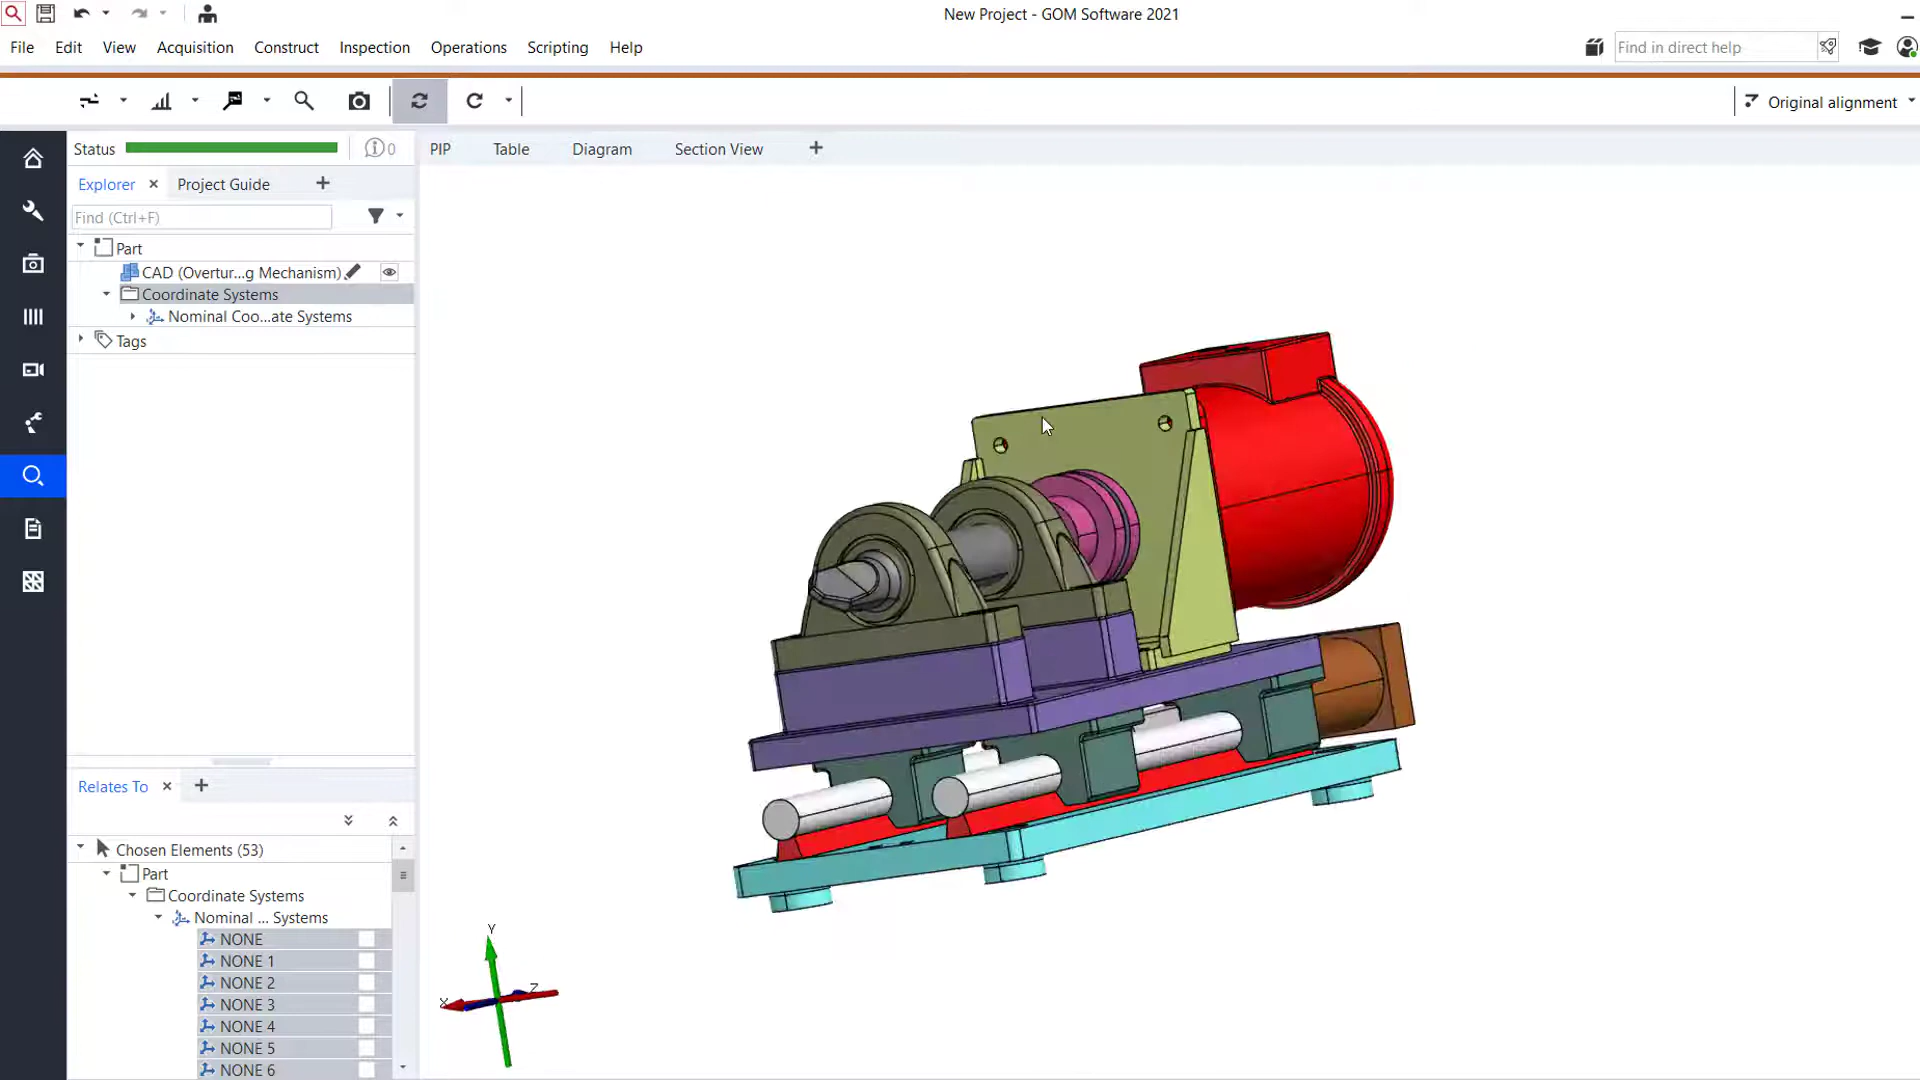 New Project - GOM Software 2021
File Edit View Acquisition Construct Inspection Operations Scripting Help
Find in direct help
Original alignment
Status 0
PIP Table Diagram Section View
Explorer Project Guide
Find (Ctrl+F)
Part
CAD (Overtur...g Mechanism)
Coordinate Systems
Nominal Coo...ate Systems
Tags
Relates To
Chosen Elements (53)
Part
Coordinate Systems
Nominal ... Systems
NONE
NONE 1
NONE 2
NONE 3
NONE 4
NONE 5
NONE 6
Y
X Z